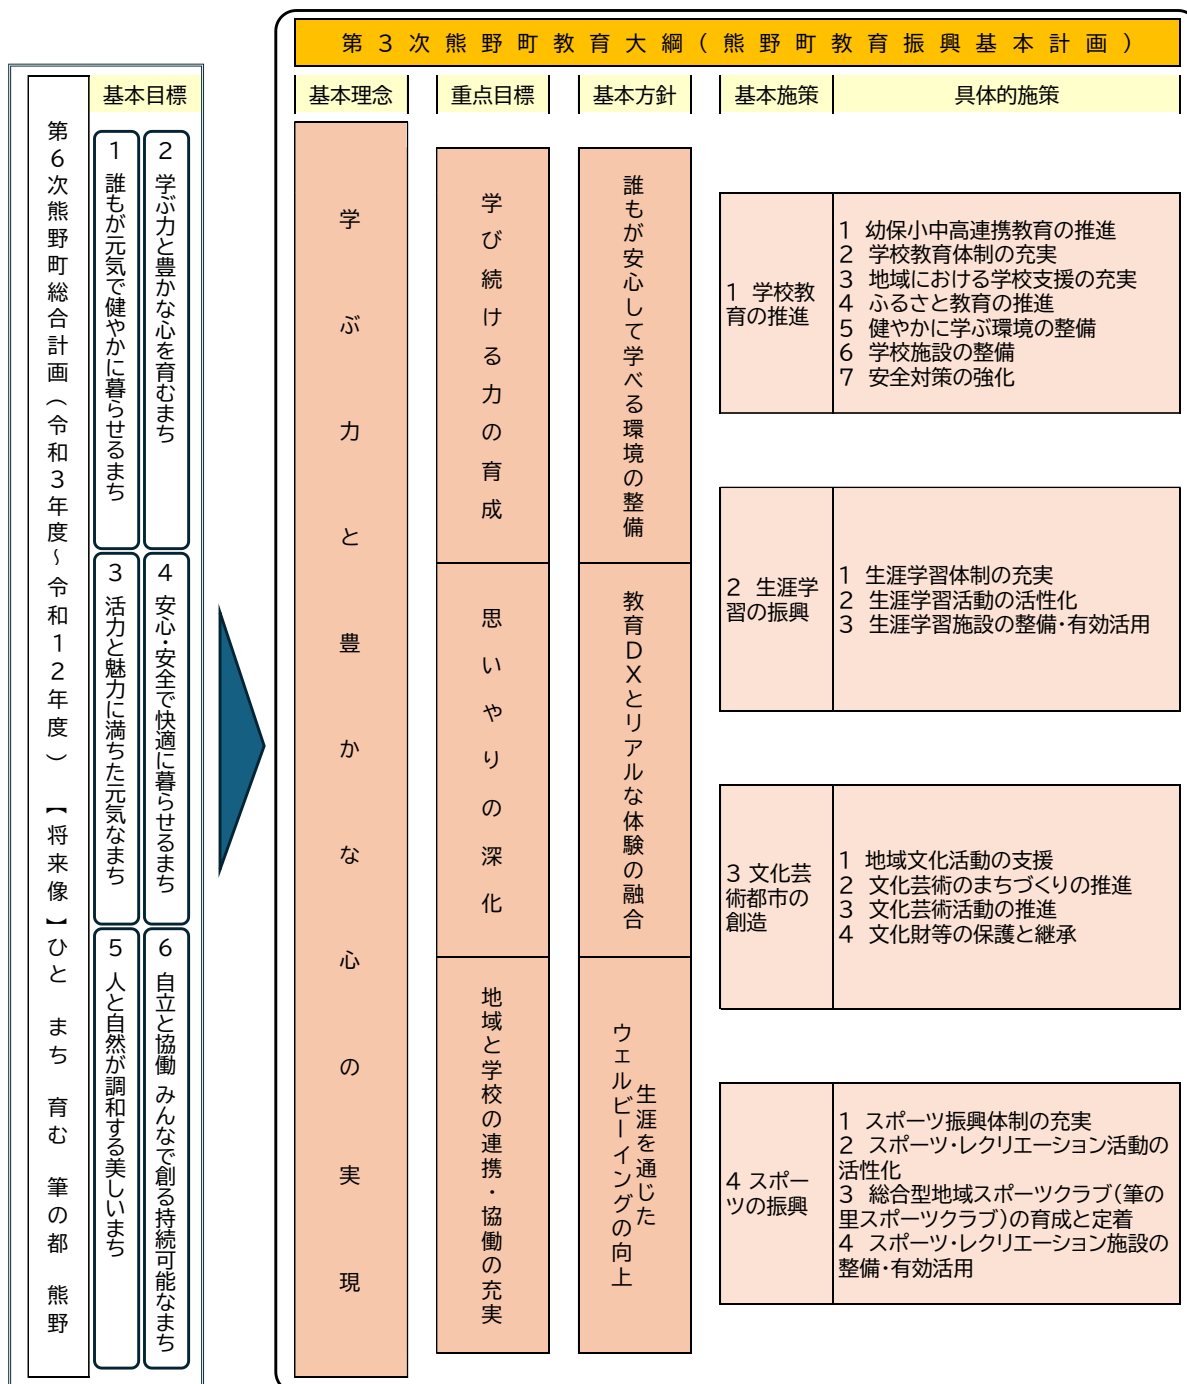 第3次熊野町教育大綱(熊野町教育振興基本計画)
基本目標
基本理念
重点目標
基本方針
基本施策
具体的施策
第6次熊野町総合計画(令和3年度~令和12年度) 【将来像】ひと まち 育む 筆の都 熊野
1 誰もが元気で健やかに暮らせるまち
2 学ぶ力と豊かな心を育むまち
3 活力と魅力に満ちた元気なまち
4 安心・安全で快適に暮らせるまち
5 人と自然が調和する美しいまち
6 自立と協働 みんなで創る持続可能なまち
学ぶ力と豊かな心の実現
学び続ける力の育成
思いやりの深化
地域と学校の連携・協働の充実
誰もが安心して学べる環境の整備
教育DXとリアルな体験の融合
生涯を通じた
ウェルビーイングの向上
1 学校教
育の推進
1 幼保小中高連携教育の推進
2 学校教育体制の充実
3 地域における学校支援の充実
4 ふるさと教育の推進
5 健やかに学ぶ環境の整備
6 学校施設の整備
7 安全対策の強化
2 生涯学
習の振興
1 生涯学習体制の充実
2 生涯学習活動の活性化
3 生涯学習施設の整備・有効活用
3 文化芸
術都市の
創造
1 地域文化活動の支援
2 文化芸術のまちづくりの推進
3 文化芸術活動の推進
4 文化財等の保護と継承
4 スポー
ツの振興
1 スポーツ振興体制の充実
2 スポーツ・レクリエーション活動の
活性化
3 総合型地域スポーツクラブ(筆の
里スポーツクラブ)の育成と定着
4 スポーツ・レクリエーション施設の
整備・有効活用